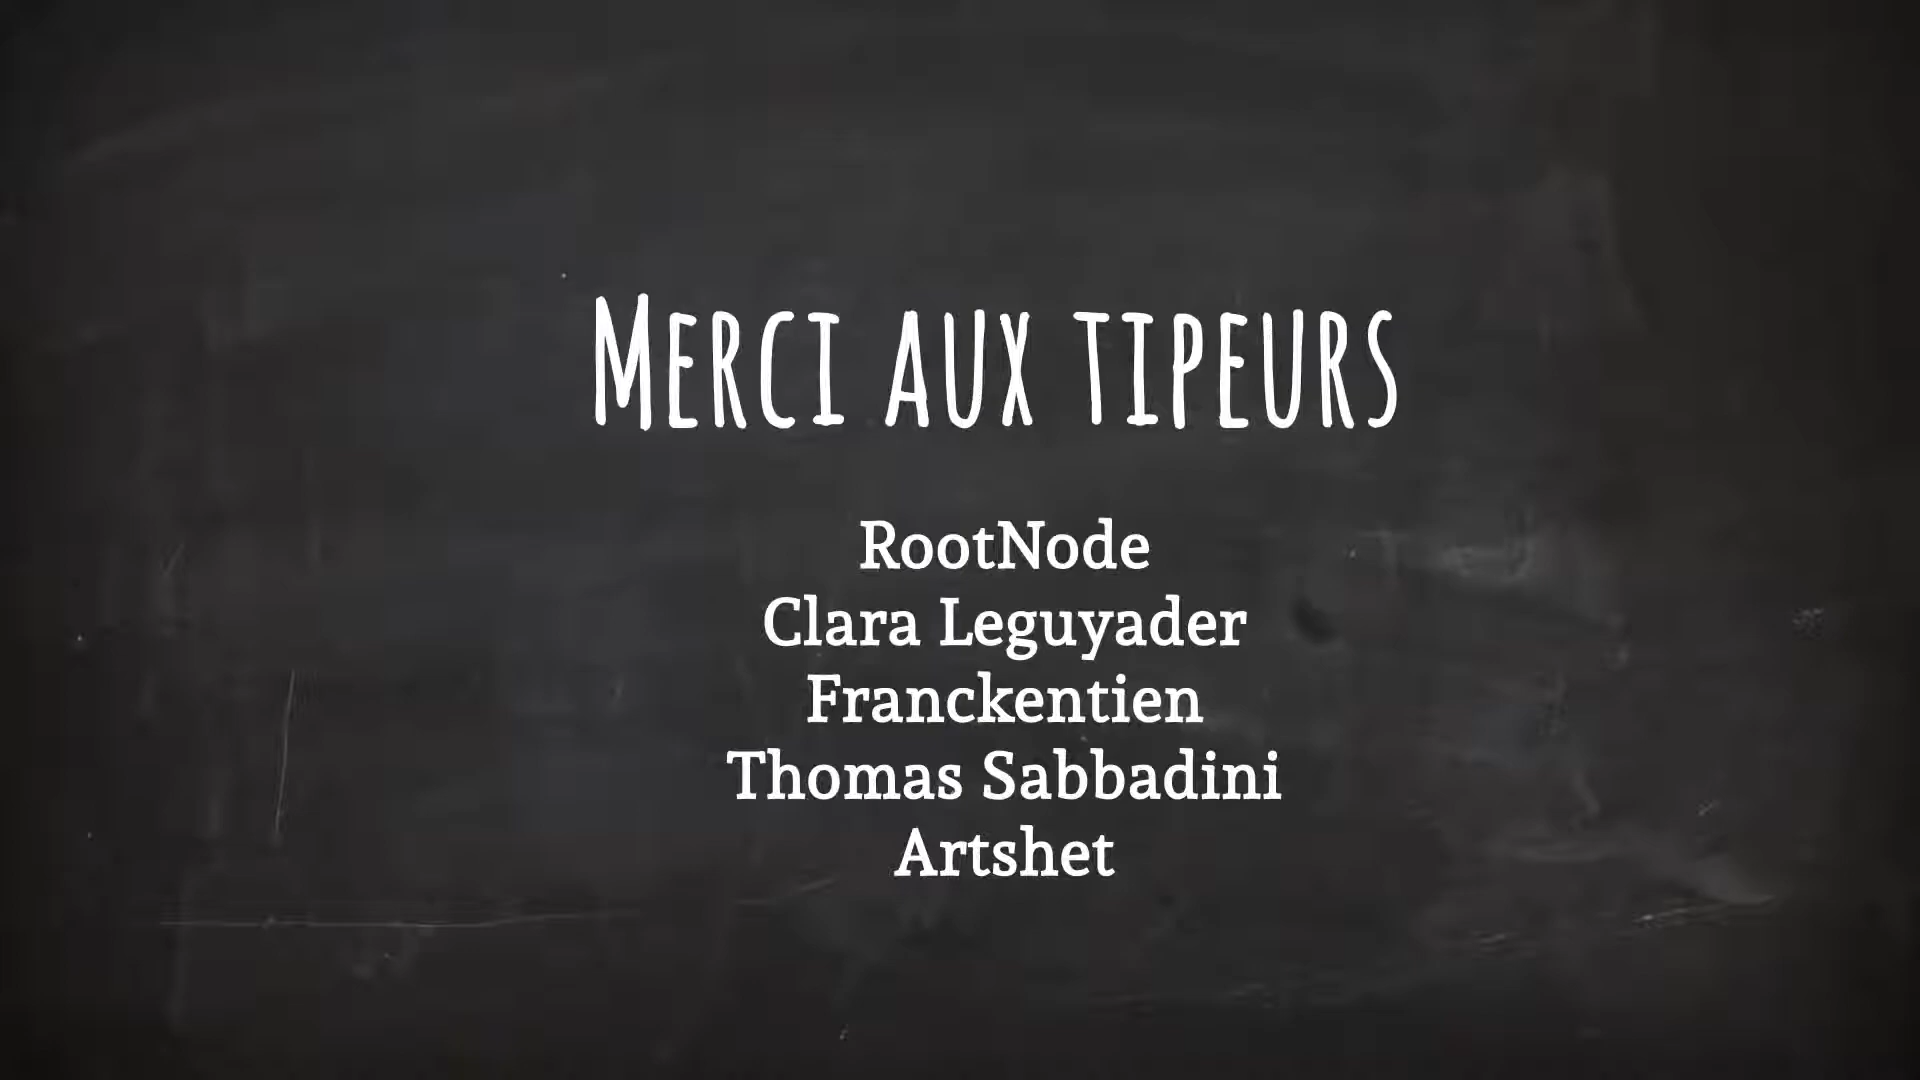 Merci aux tipeurs
RootNode
Clara Leguyader
Franckentien
Thomas Sabbadini
Artshet